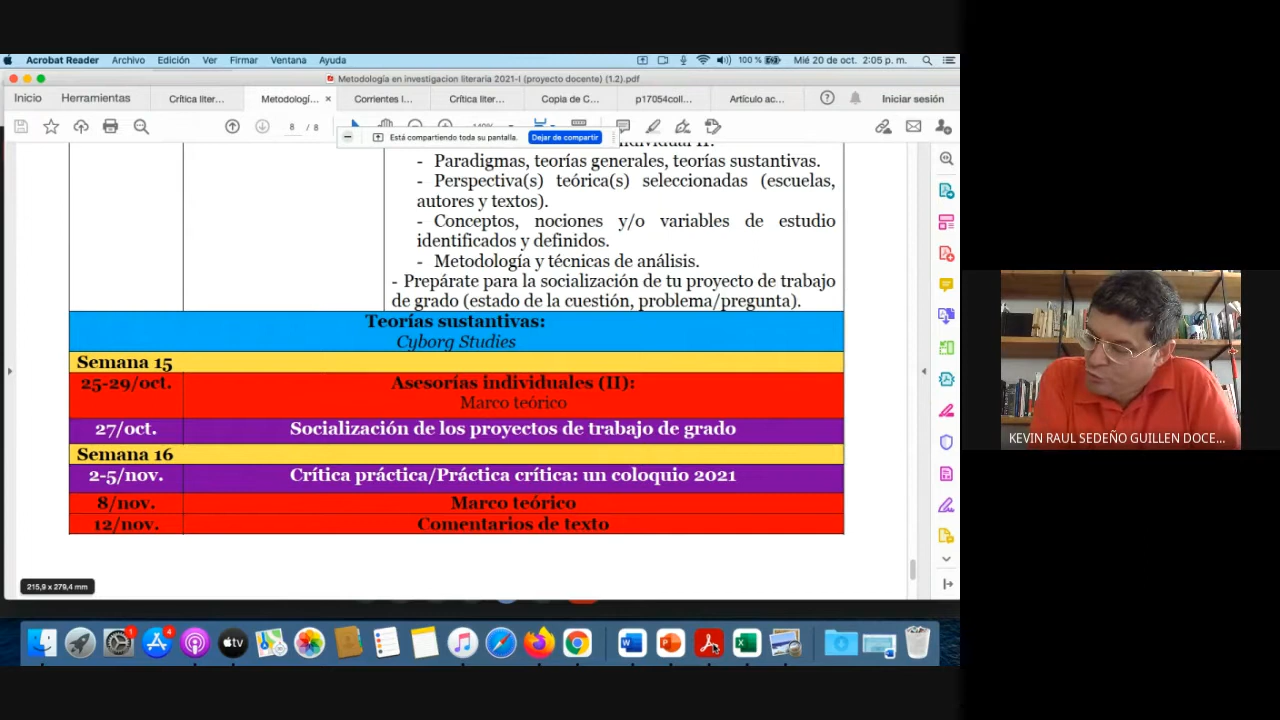 Acrobat Reader Archivo Edición Ver Firmar Ventana Ayuda 100 % Mié 20 de oct. 2:05 p. m.
Metodología en investigacion literaria 2021-I (proyecto docente) (1.2).pdf
Inicio Herramientas Crítica liter... Metodologí... × Corrientes l... Crítica liter... Copia de C... p17054coll... Artículo ac... Iniciar sesión
8 / 8
Está compartiendo toda su pantalla. Dejar de compartir
- Paradigmas, teorías generales, teorías sustantivas.
- Perspectiva(s) teórica(s) seleccionadas (escuelas,
autores y textos).
- Conceptos, nociones y/o variables de estudio
identificados y definidos.
- Metodología y técnicas de análisis.
- Prepárate para la socialización de tu proyecto de trabajo
de grado (estado de la cuestión, problema/pregunta).
Teorías sustantivas:
Cyborg Studies
Semana 15
25-29/oct. Asesorías individuales (II):
Marco teórico
27/oct. Socialización de los proyectos de trabajo de grado
Semana 16
2-5/nov. Crítica práctica/Práctica crítica: un coloquio 2021
8/nov. Marco teórico
12/nov. Comentarios de texto
215,9 x 279,4 mm
1 4 tv W P X
KEVIN RAUL SEDEÑO GUILLEN DOCE...